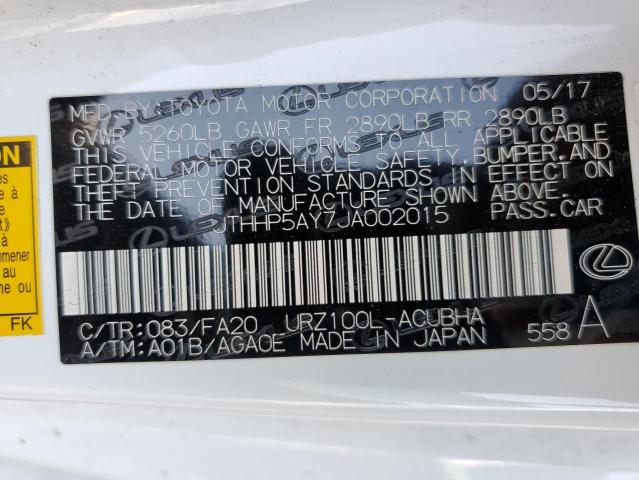 MFD. BY TOYOTA MOTOR CORPORATION 05/17
GVWR 5260LB GAWR FR 2890LB RR 2890LB
THIS VEHICLE CONFORMS TO ALL APPLICABLE
FEDERAL MOTOR VEHICLE SAFETY, BUMPER, AND
THEFT PREVENTION STANDARDS IN EFFECT ON
THE DATE OF MANUFACTURE SHOWN ABOVE.
JTHHP5AY7JA002015 PASS.CAR
C/TR:083/FA20 URZ100L-ACUBHA
A/TM:A01B/AGA0E MADE IN JAPAN 558 A
ON
FK